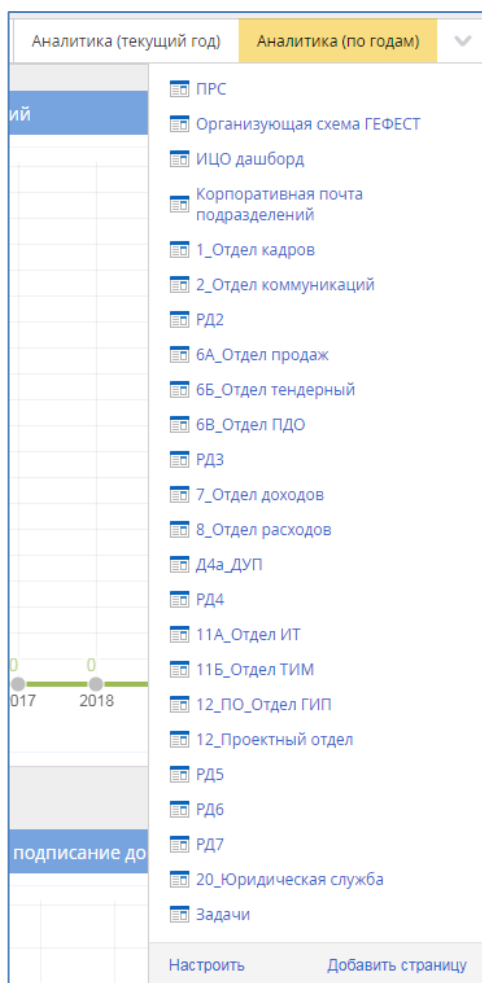 Аналитика (текущий год) Аналитика (по годам)
ий
ПРС
Организующая схема ГЕФЕСТ
ИЦО дашборд
Корпоративная почта
подразделений
1_Отдел кадров
2_Отдел коммуникаций
РД2
6А_Отдел продаж
6Б_Отдел тендерный
6В_Отдел ПДО
РД3
7_Отдел доходов
8_Отдел расходов
Д4а_ДУП
РД4
11А_Отдел ИТ
11Б_Отдел ТИМ
0 0
017 2018
12_ПО_Отдел ГИП
12_Проектный отдел
РД5
РД6
РД7
подписание до
20_Юридическая служба
Задачи
Настроить Добавить страницу